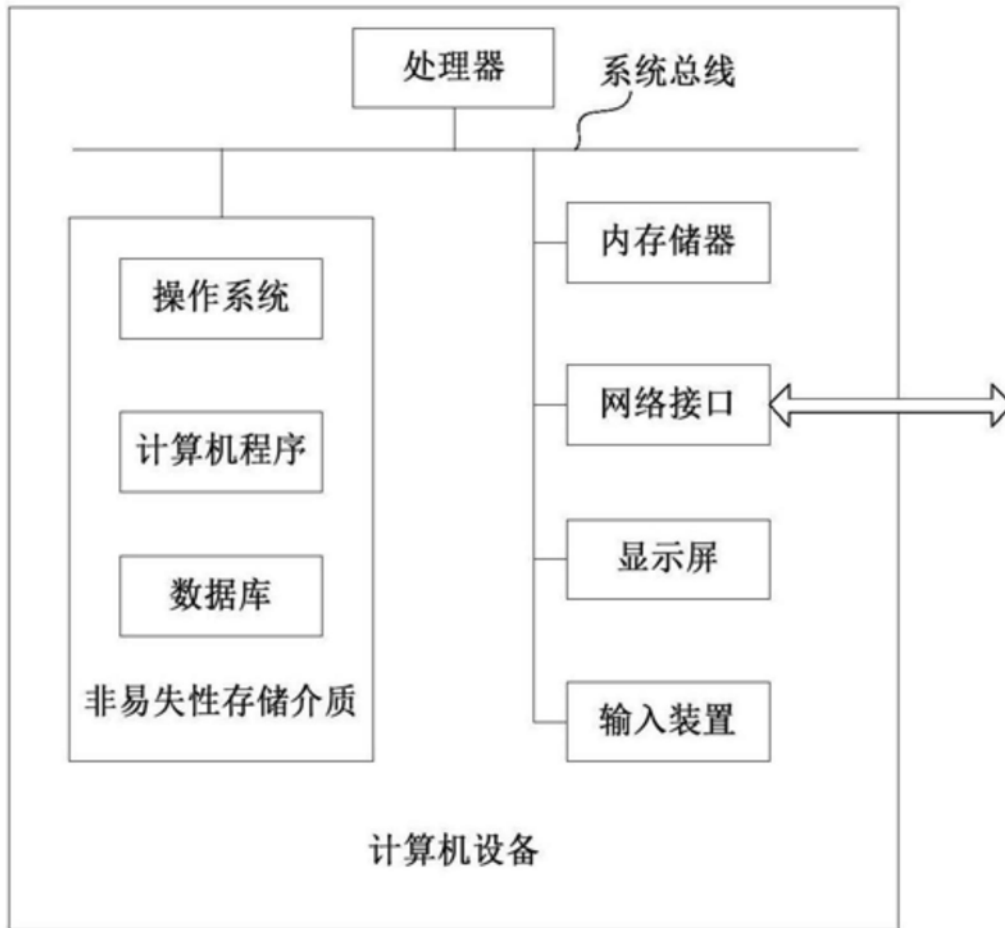 处理器
系统总线
内存储器
操作系统
网络接口
计算机程序
显示屏
数据库
非易失性存储介质
输入装置
计算机设备